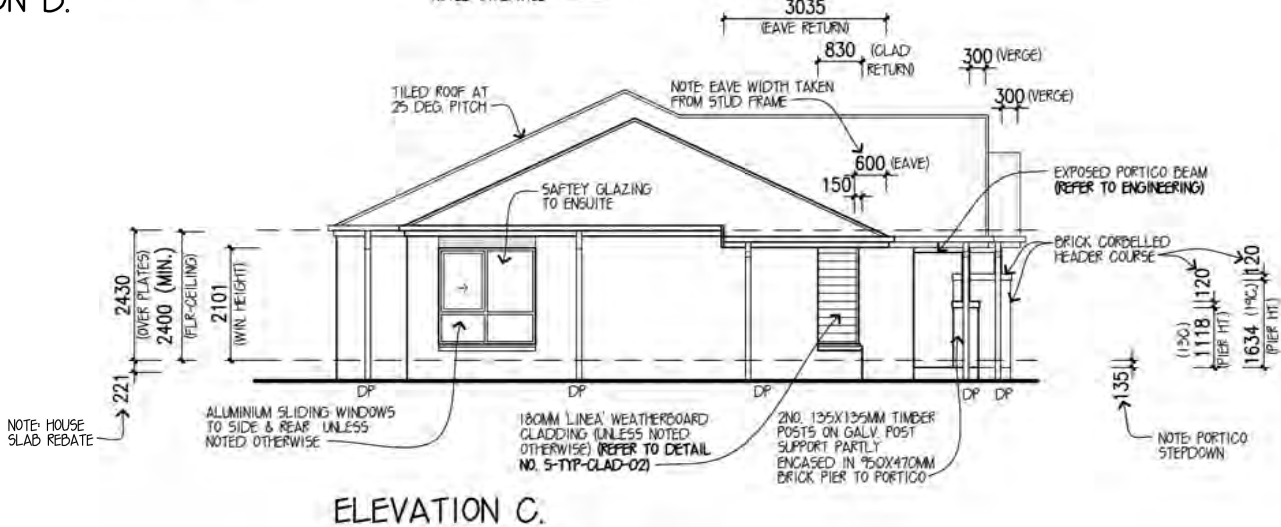 ON D.
3035
(EAVE RETURN)
830 (CLAD
RETURN)
300 (VERGE)
300 (VERGE)
TILED ROOF AT
25 DEG. PITCH
NOTE: EAVE WIDTH TAKEN
FROM STUD FRAME
600 (EAVE)
150
SAFTEY GLAZING
TO ENSUITE
EXPOSED PORTICO BEAM
(REFER TO ENGINEERING)
BRICK CORBELLED
HEADER COURSE
2430
(OVER PLATES)
2400 (MIN.)
(FLR-CEILING)
2101
(WIN. HEIGHT)
221
120
(13C)
1118
(PIER HT.)
120
1634 (19C)
(PIER HT.)
135
DP
DP
DP
DP
DP
NOTE: HOUSE
SLAB REBATE
ALUMINIUM SLIDING WINDOWS
TO SIDE & REAR UNLESS
NOTED OTHERWISE
180MM 'LINEA' WEATHERBOARD
CLADDING (UNLESS NOTED
OTHERWISE) (REFER TO DETAIL
NO. S-TYP-CLAD-02)
2NO. 135X135MM TIMBER
POSTS ON GALV. POST
SUPPORT PARTLY
ENCASED IN 950X470MM
BRICK PIER TO PORTICO
NOTE: PORTICO
STEPDOWN
ELEVATION C.